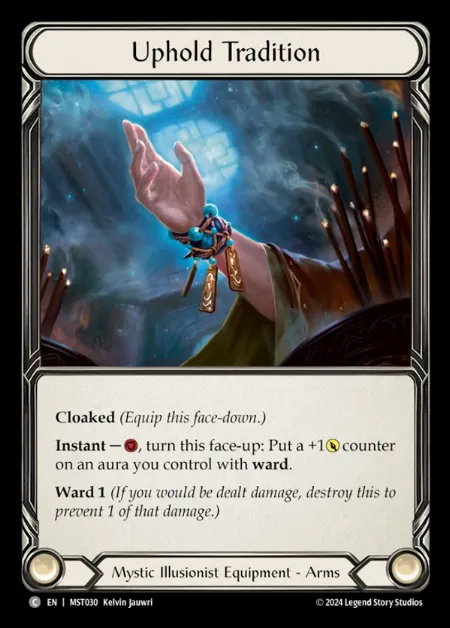 Uphold Tradition
Cloaked (Equip this face-down.)
Instant — , turn this face-up: Put a +1 counter
on an aura you control with ward.
Ward 1 (If you would be dealt damage, destroy this to
prevent 1 of that damage.)
Mystic Illusionist Equipment - Arms
C EN | MST030 Kelvin Jauwri © 2024 Legend Story Studios